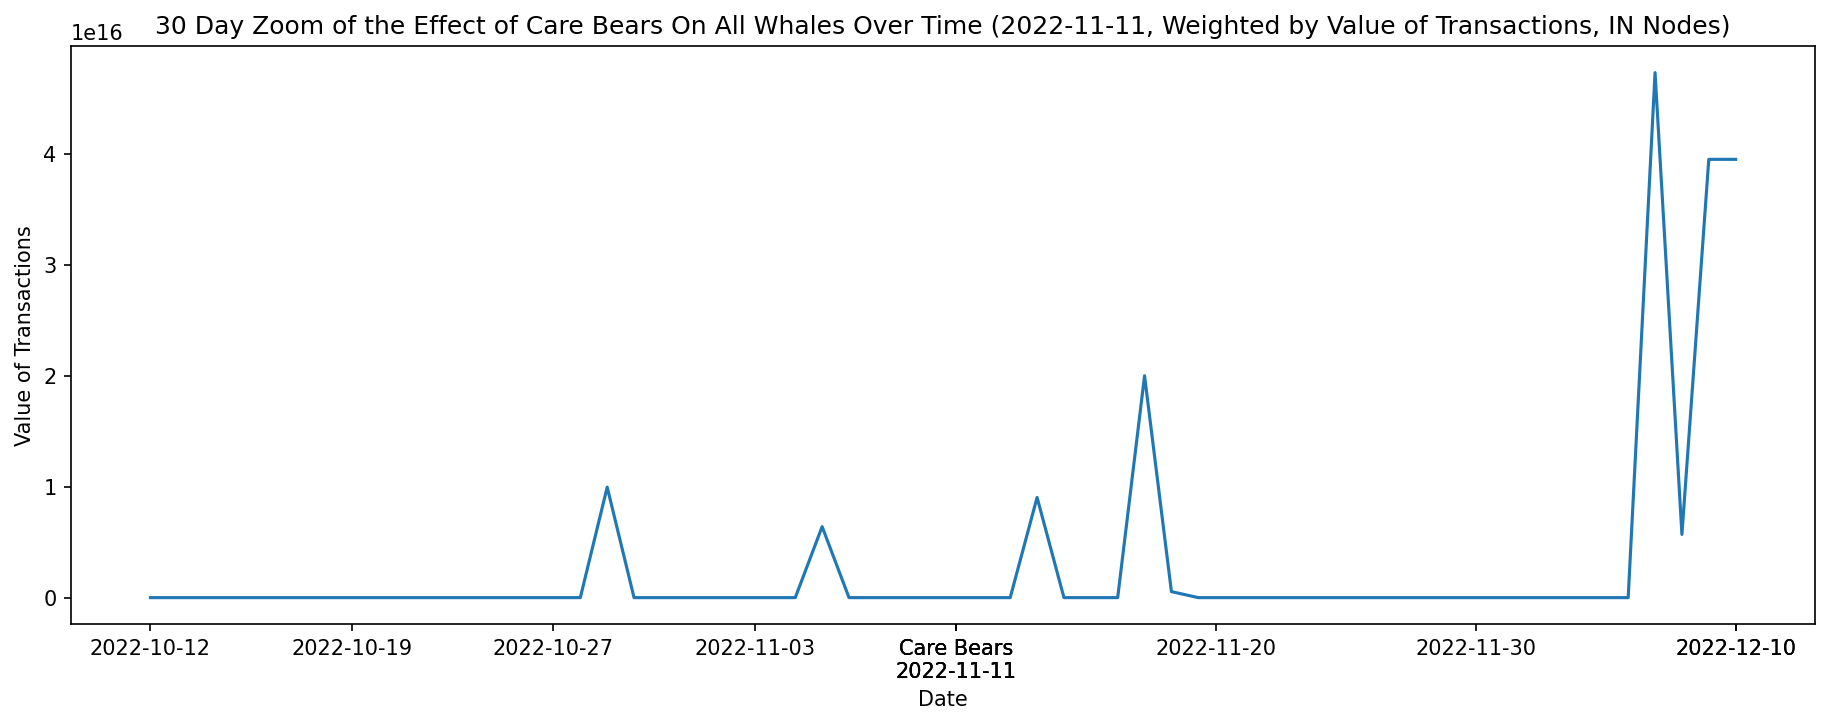 30 Day Zoom of the Effect of Care Bears On All Whales Over Time (2022-11-11, Weighted by Value of Transactions, IN Nodes)
1e16
4
3
2
1
0
Value of Transactions
2022-10-12 2022-10-19 2022-10-27 2022-11-03 Care Bears 2022-11-20 2022-11-30 2022-12-10
2022-11-11
Date